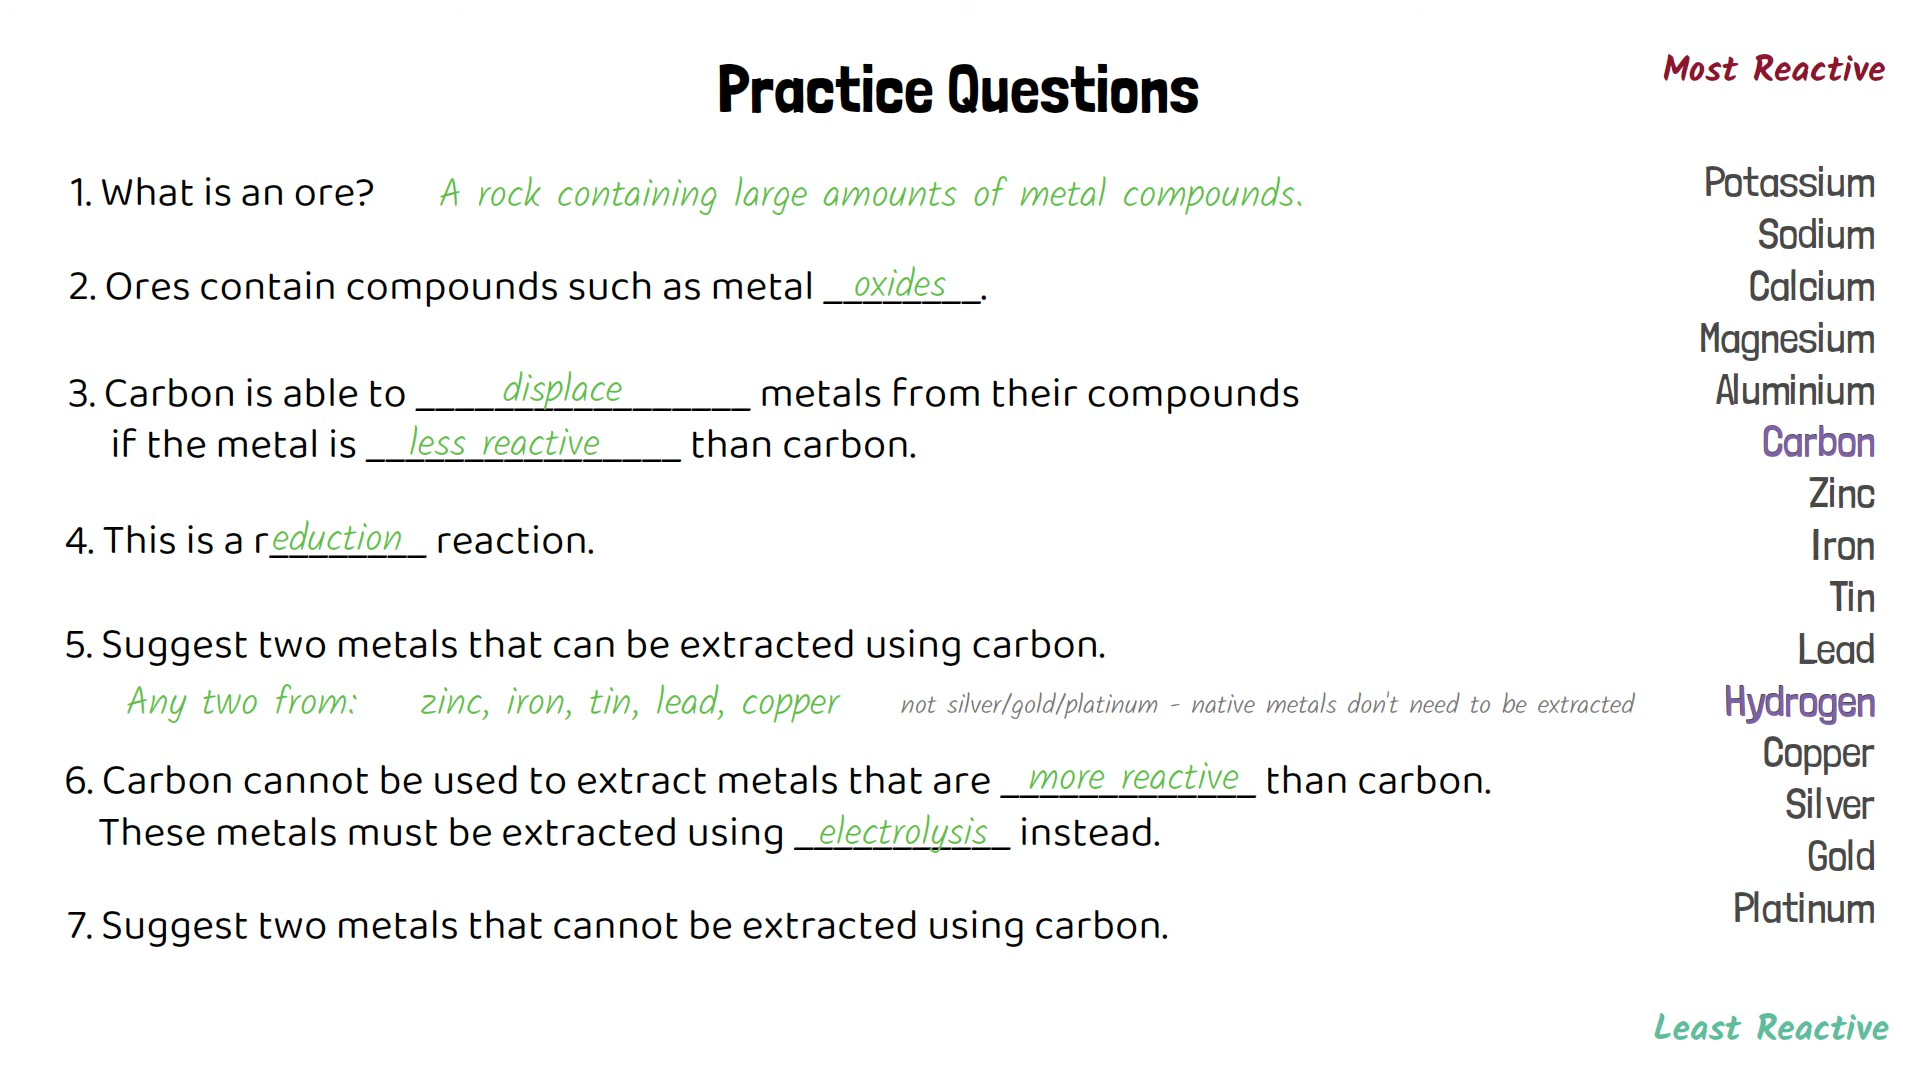 Practice Questions
Most Reactive
1. What is an ore? A rock containing large amounts of metal compounds.
2. Ores contain compounds such as metal ________oxides.
3. Carbon is able to displace metals from their compounds
if the metal is less reactive than carbon.
4. This is a reduction reaction.
5. Suggest two metals that can be extracted using carbon.
Any two from: zinc, iron, tin, lead, copper not silver/gold/platinum - native metals don't need to be extracted
6. Carbon cannot be used to extract metals that are more reactive than carbon.
These metals must be extracted using electrolysis instead.
7. Suggest two metals that cannot be extracted using carbon.
Potassium
Sodium
Calcium
Magnesium
Aluminium
Carbon
Zinc
Iron
Tin
Lead
Hydrogen
Copper
Silver
Gold
Platinum
Least Reactive